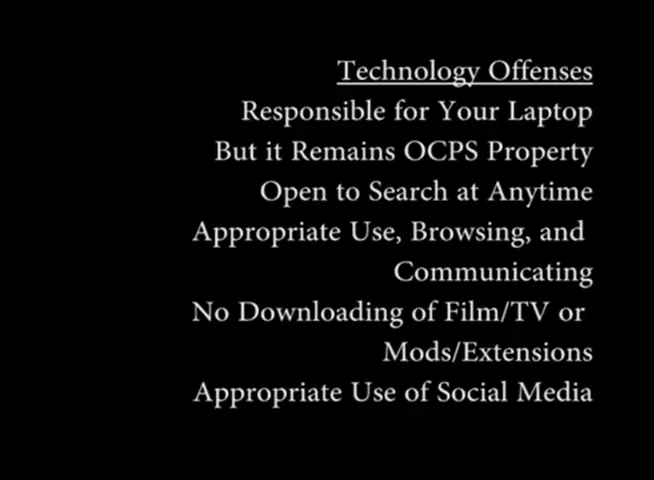 Technology Offenses
Responsible for Your Laptop
But it Remains OCPS Property
Open to Search at Anytime
Appropriate Use, Browsing, and
Communicating
No Downloading of Film/TV or
Mods/Extensions
Appropriate Use of Social Media